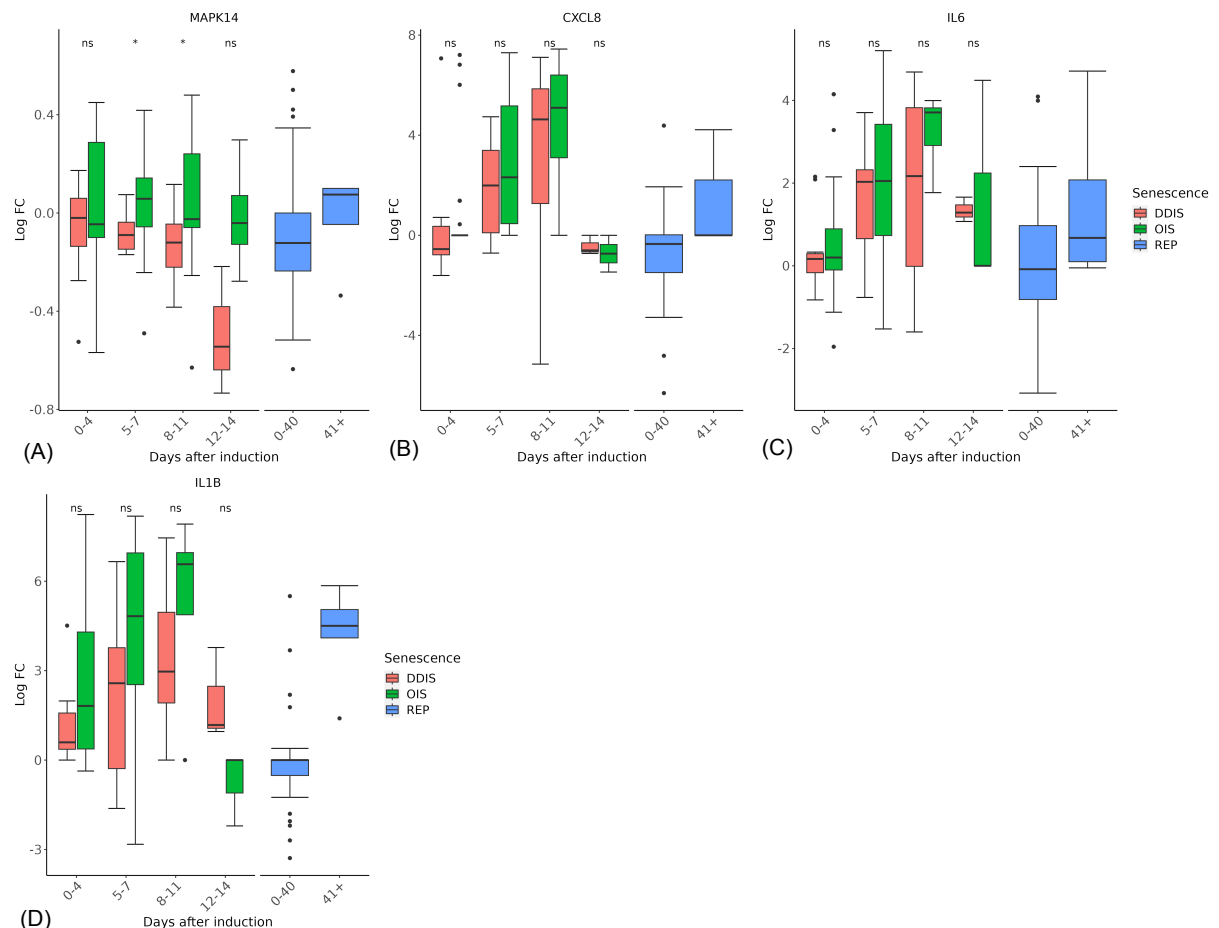 MAPK14
ns * * ns
Log FC
0.4
0.0
-0.4
-0.8
0-4 5-7 8-11 12-14 0-40 41+
Days after induction
(A)
CXCL8
ns ns ns ns
Log FC
8
4
0
-4
0-4 5-7 8-11 12-14 0-40 41+
Days after induction
(B)
IL6
ns ns ns ns
Log FC
4
2
0
-2
0-4 5-7 8-11 12-14 0-40 41+
Days after induction
(C)
Senescence
DDIS
OIS
REP
IL1B
ns ns ns ns
Log FC
6
3
0
-3
0-4 5-7 8-11 12-14 0-40 41+
Days after induction
(D)
Senescence
DDIS
OIS
REP